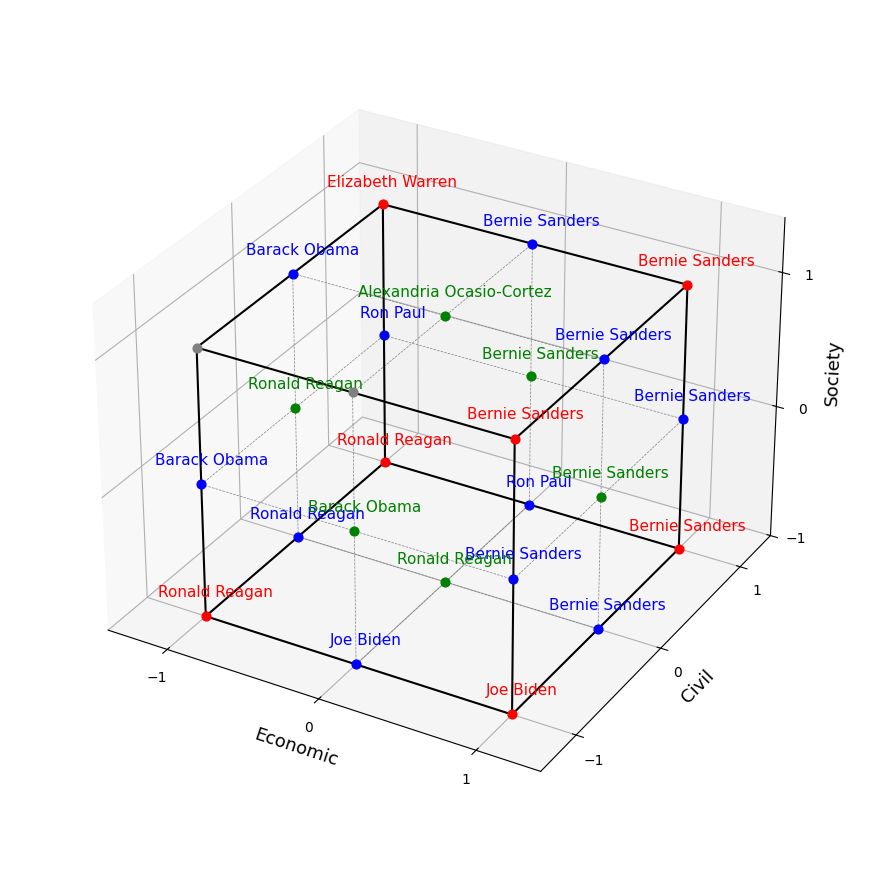 Elizabeth Warren
Bernie Sanders
Barack Obama
Bernie Sanders
1
Alexandria Ocasio-Cortez
Ron Paul
Bernie Sanders
Bernie Sanders
Society
Ronald Reagan
Bernie Sanders
0
Bernie Sanders
Ronald Reagan
Barack Obama
Bernie Sanders
Ron Paul
Barack Obama
Ronald Reagan
Bernie Sanders
−1
Ronald Reagan
Bernie Sanders
Ronald Reagan
1
Bernie Sanders
Joe Biden
0
−1
Civil
Joe Biden
0
Economic
−1
1